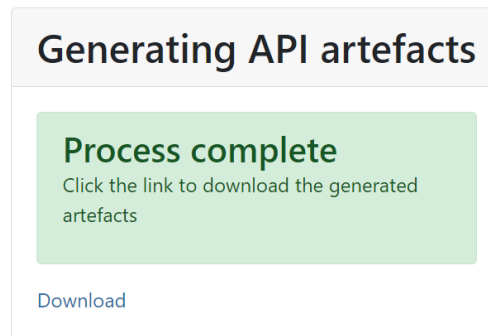 Generating API artefacts
Process complete
Click the link to download the generated
artefacts
Download